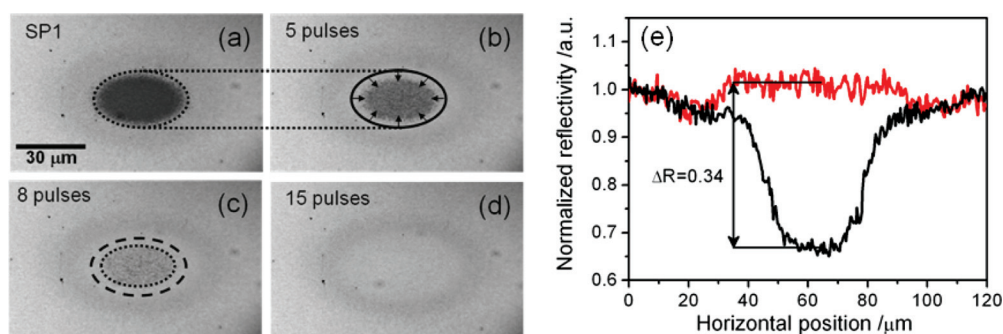 SP1
(a)
5 pulses
(b)
30 μm
8 pulses
(c)
15 pulses
(d)
(e)
Normalized reflectivity /a.u.
1.1
1.0
0.9
0.8
0.7
0.6
ΔR=0.34
0 20 40 60 80 100 120
Horizontal position /μm